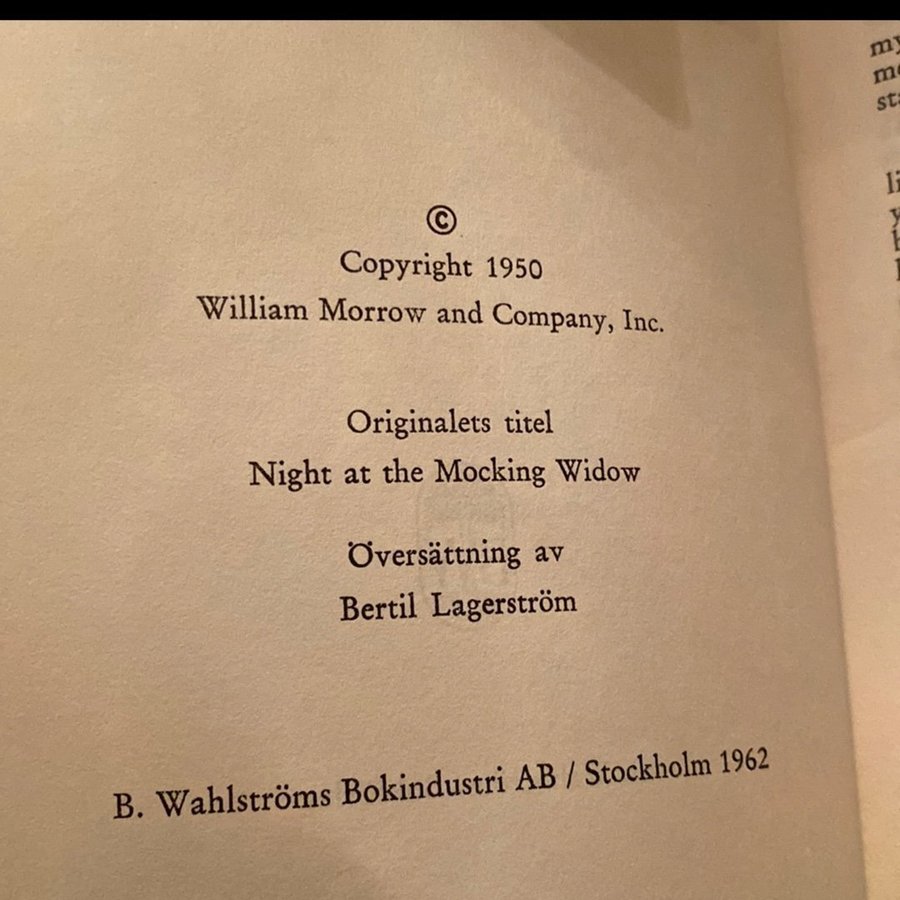 ©
Copyright 1950
William Morrow and Company, Inc.
Originalets titel
Night at the Mocking Widow
Översättning av
Bertil Lagerström
B. Wahlströms Bokindustri AB / Stockholm 1962
my